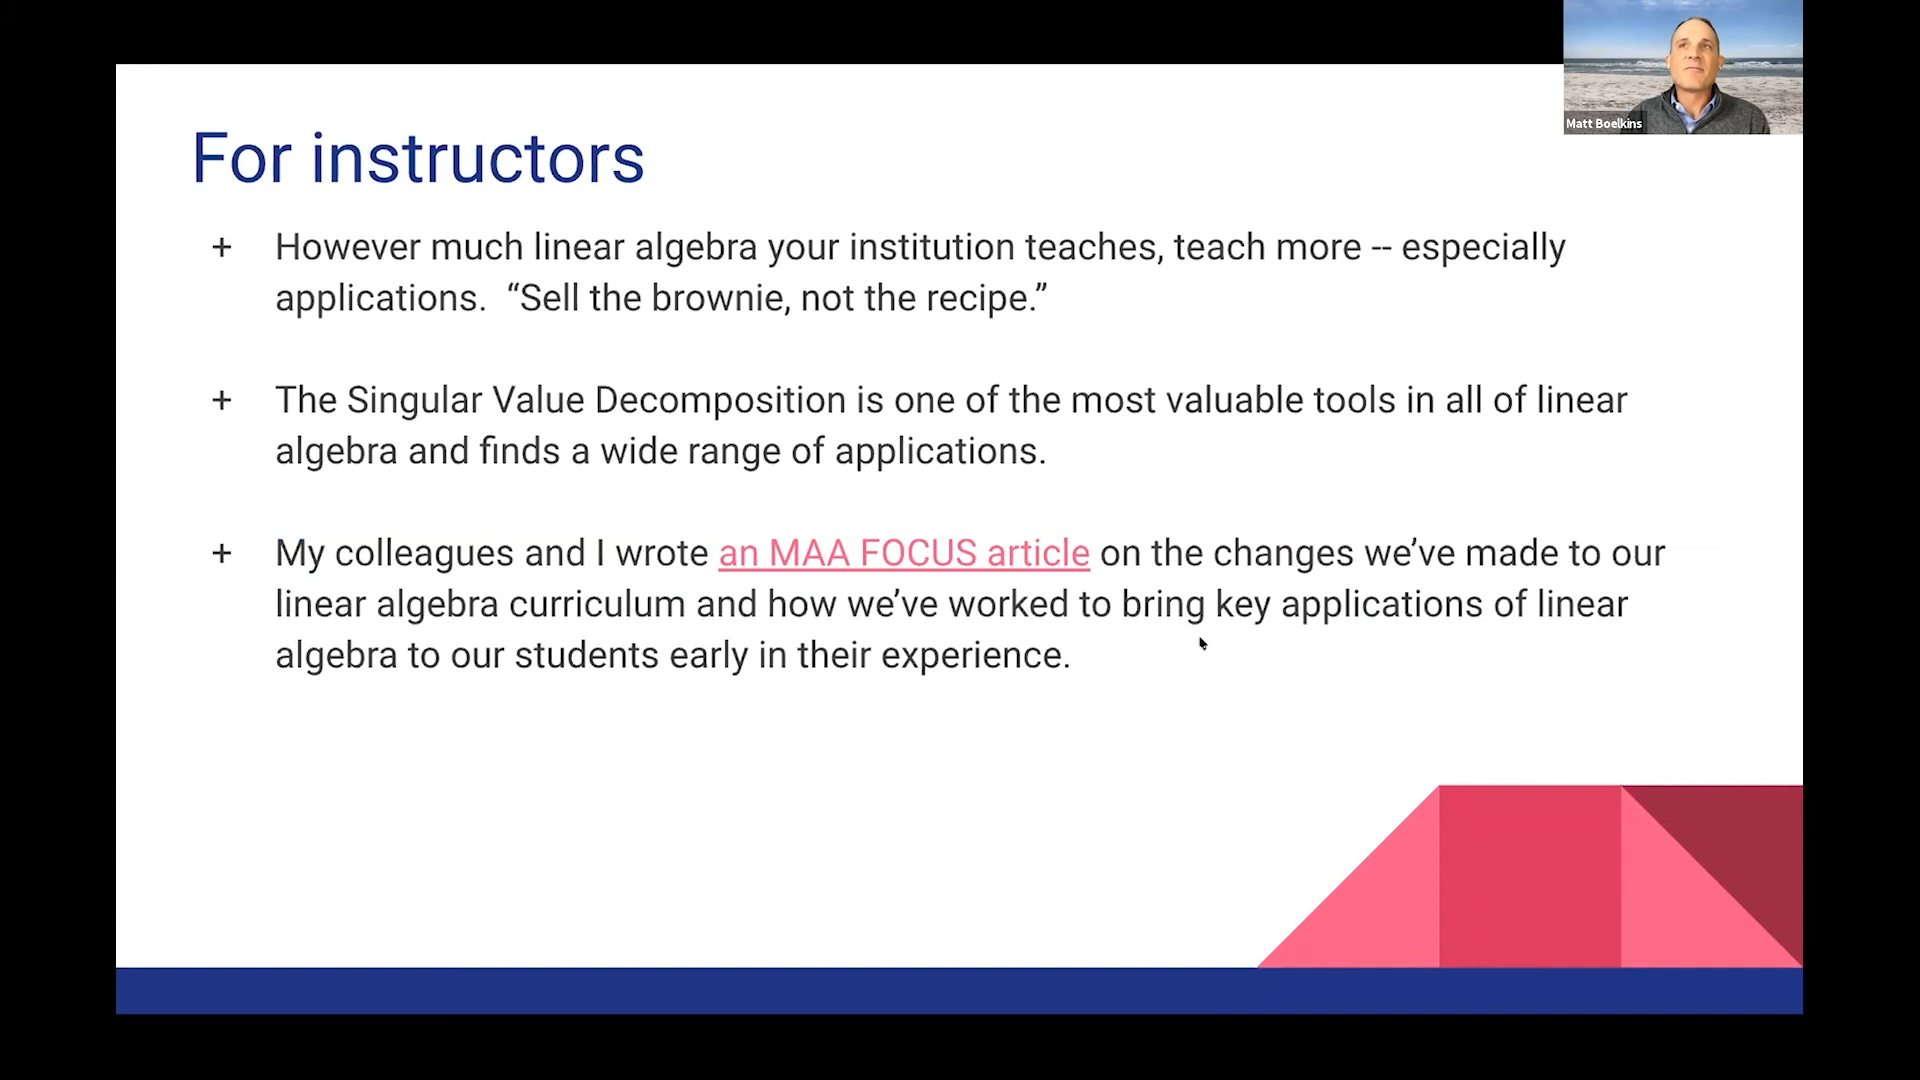 Matt Boelkins
For instructors
+ However much linear algebra your institution teaches, teach more -- especially
applications.  “Sell the brownie, not the recipe.”
+ The Singular Value Decomposition is one of the most valuable tools in all of linear
algebra and finds a wide range of applications.
+ My colleagues and I wrote an MAA FOCUS article on the changes we’ve made to our
linear algebra curriculum and how we’ve worked to bring key applications of linear
algebra to our students early in their experience.